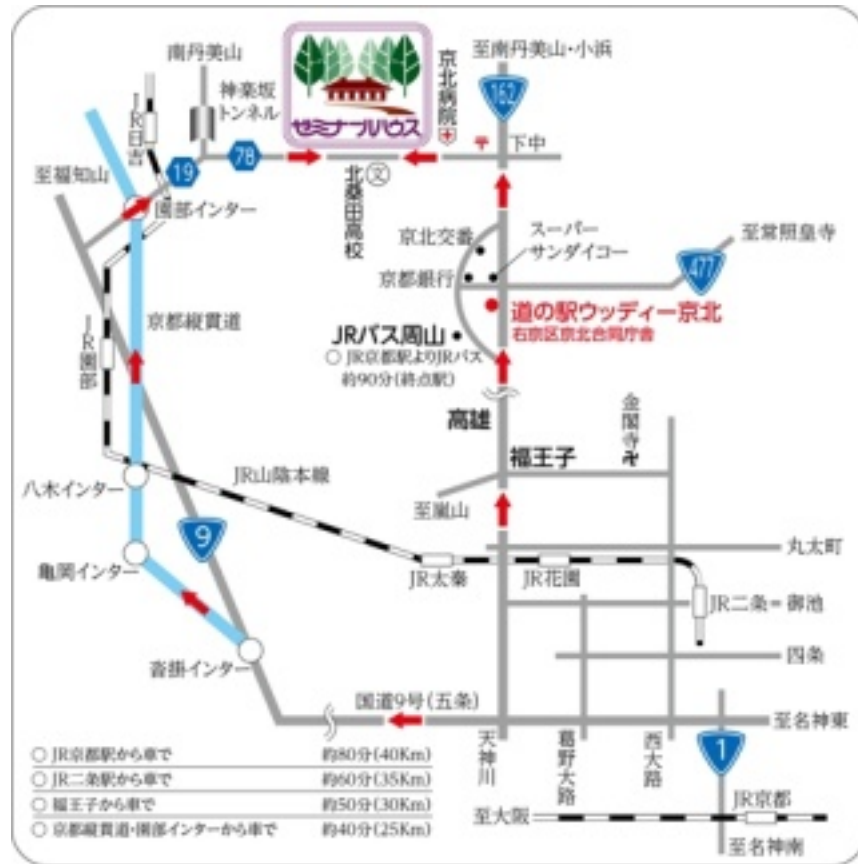 南丹美山
至南丹美山・小浜
神楽坂
トンネル
京北病院
162
JR日吉
セミナーハウス
〒
下中
78
19
至福知山
文
北桑田高校
園部インター
京北交番
スーパー
サンダイコー
至常照皇寺
京都銀行
477
京都縦貫道
道の駅ウッディー京北
右京区京北合同庁舎
JR園部
JRバス周山
○ JR京都駅よりJRバス
約90分(終点駅)
高雄
金閣寺卍
福王子
八木インター
JR山陰本線
至嵐山
9
丸太町
亀岡インター
JR太秦
JR花園
JR二条=御池
四条
沓掛インター
国道9号(五条)
至名神東
○ JR京都駅から車で 約80分(40Km)
○ JR二条駅から車で 約60分(35Km)
○ 福王子から車で 約50分(30Km)
○ 京都縦貫道・園部インターから車で 約40分(25Km)
天神川
葛野大路
西大路
1
JR京都
至大阪
至名神南